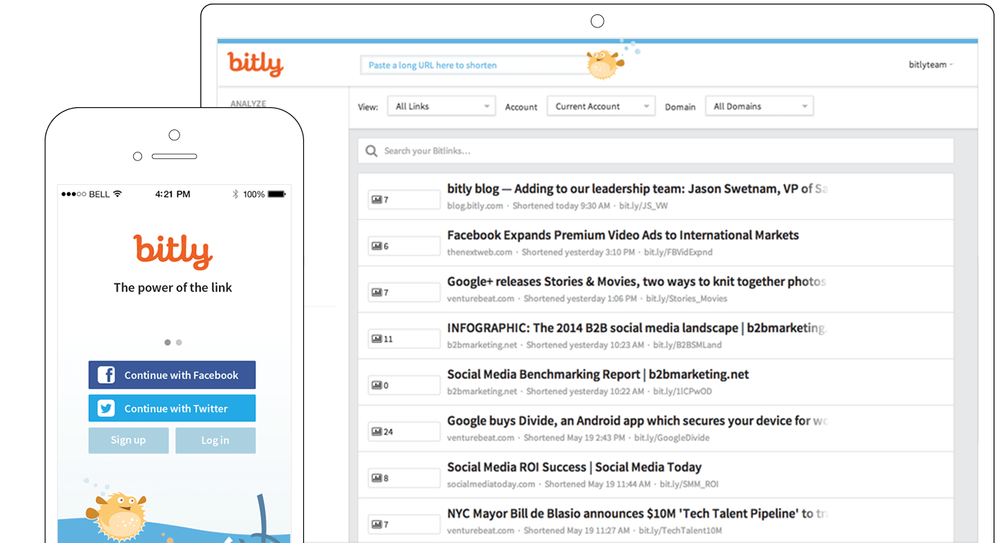 bitly
Paste a long URL here to shorten
bitlyteam
ANALYZE
View: All Links Account Current Account Domain All Domains
Search your Bitlinks...
7
bitly blog — Adding to our leadership team: Jason Swetnam, VP of Sa
blog.bitly.com · Shortened today 9:30 AM · bit.ly/JS_VW
6
Facebook Expands Premium Video Ads to International Markets
thenextweb.com · Shortened yesterday 3:10 PM · bit.ly/FBVidExpnd
7
Google+ releases Stories & Movies, two ways to knit together photos
venturebeat.com · Shortened yesterday 1:06 PM · bit.ly/Stories_Movies
11
INFOGRAPHIC: The 2014 B2B social media landscape | b2bmarketing.
b2bmarketing.net · Shortened yesterday 10:23 AM · bit.ly/B2BSMLand
0
Social Media Benchmarking Report | b2bmarketing.net
b2bmarketing.net · Shortened yesterday 10:22 AM · bit.ly/1lCPwOD
24
Google buys Divide, an Android app which secures your device for wo
venturebeat.com · Shortened May 19 2:43 PM · bit.ly/GoogleDivide
8
Social Media ROI Success | Social Media Today
socialmediatoday.com · Shortened May 19 11:44 AM · bit.ly/SMM_ROI
7
NYC Mayor Bill de Blasio announces $10M 'Tech Talent Pipeline' to tra
venturebeat.com · Shortened May 19 11:27 AM · bit.ly/TechTalent10M
BELL 4:21 PM 100%
bitly
The power of the link
Continue with Facebook
Continue with Twitter
Sign up Log in